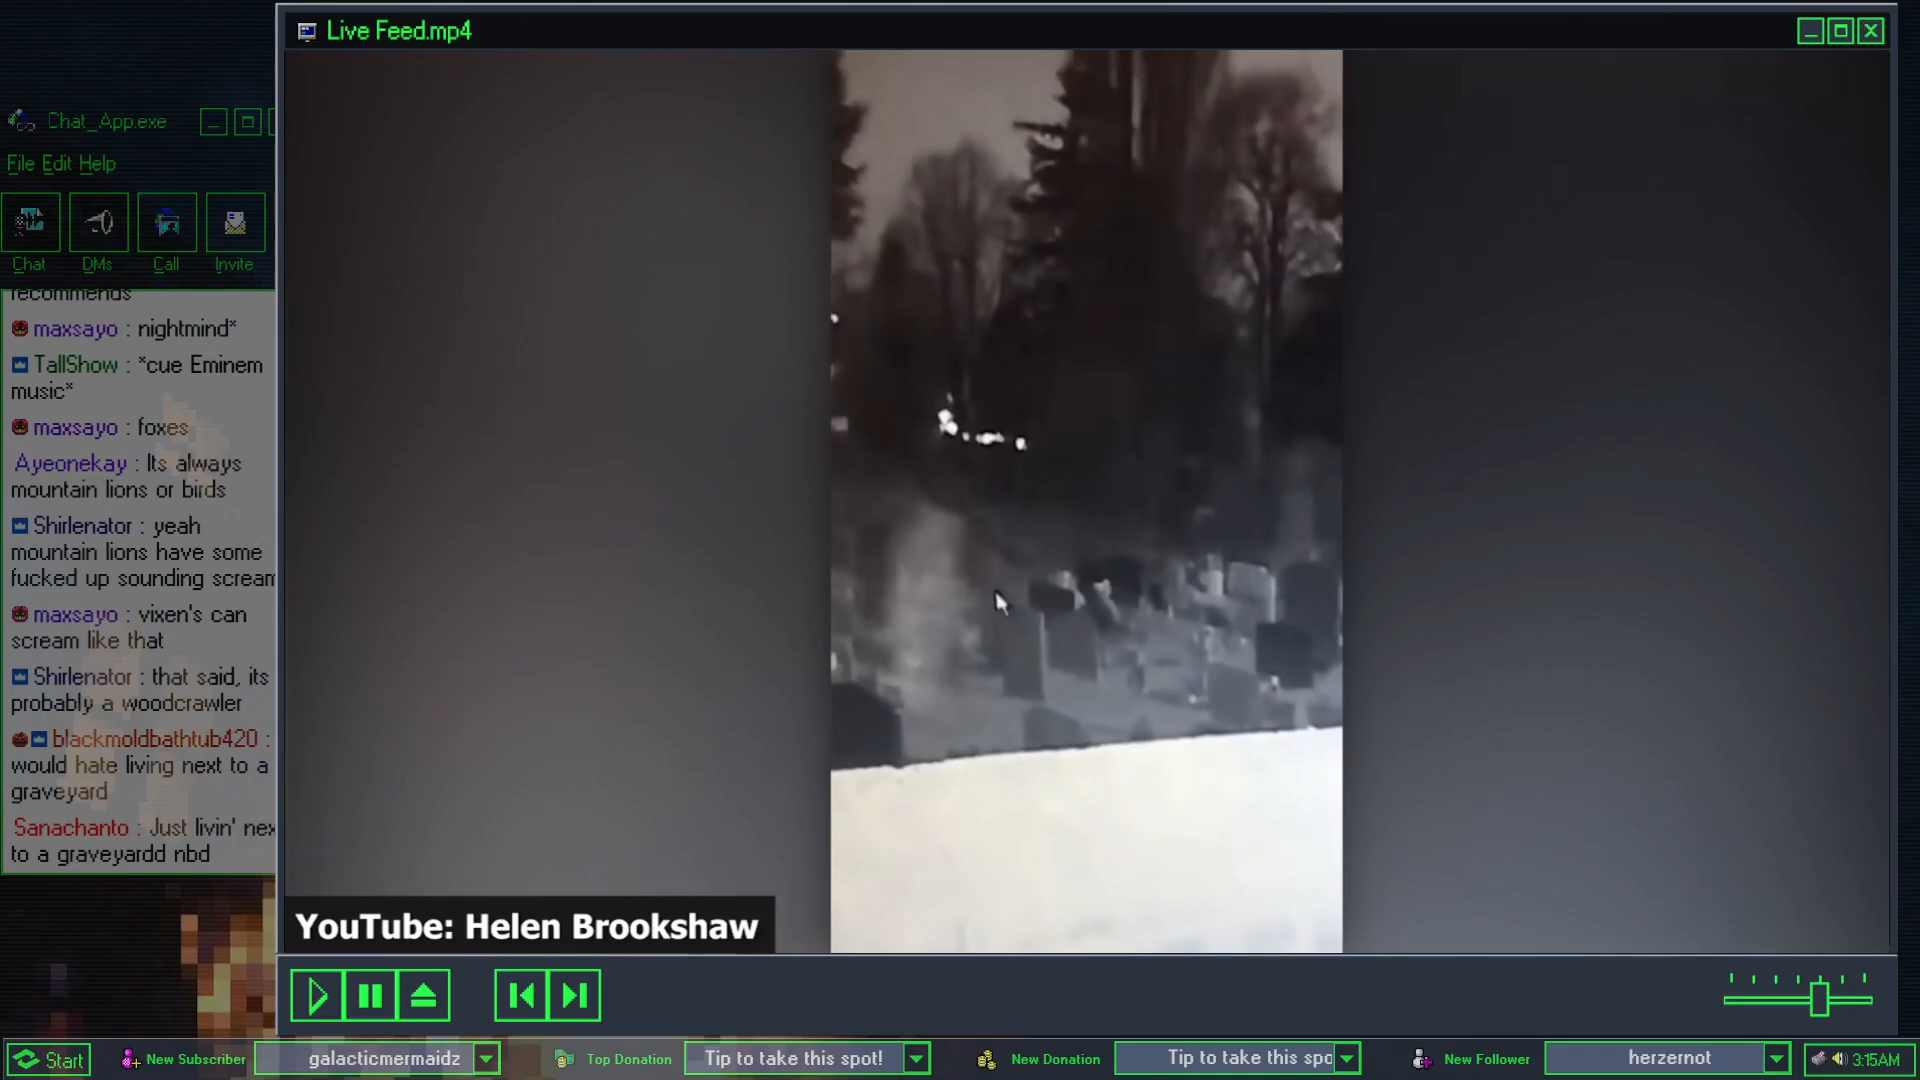 Live Feed.mp4
Chat_App.exe
File Edit Help
Chat DMs Call Invite
recommends
maxsayo : nightmind*
TallShow : *cue Eminem
music*
maxsayo : foxes
Ayeonekay : Its always
mountain lions or birds
Shirlenator : yeah
mountain lions have some
fucked up sounding scream
maxsayo : vixen's can
scream like that
Shirlenator : that said, its
probably a woodcrawler
blackmoldbathtub420 :
would hate living next to a
graveyard
Sanachanto : Just livin' nex
to a graveyardd nbd
YouTube: Helen Brookshaw
Start New Subscriber galacticmermaidz Top Donation Tip to take this spot! New Donation Tip to take this spo New Follower herzernot 3:15AM